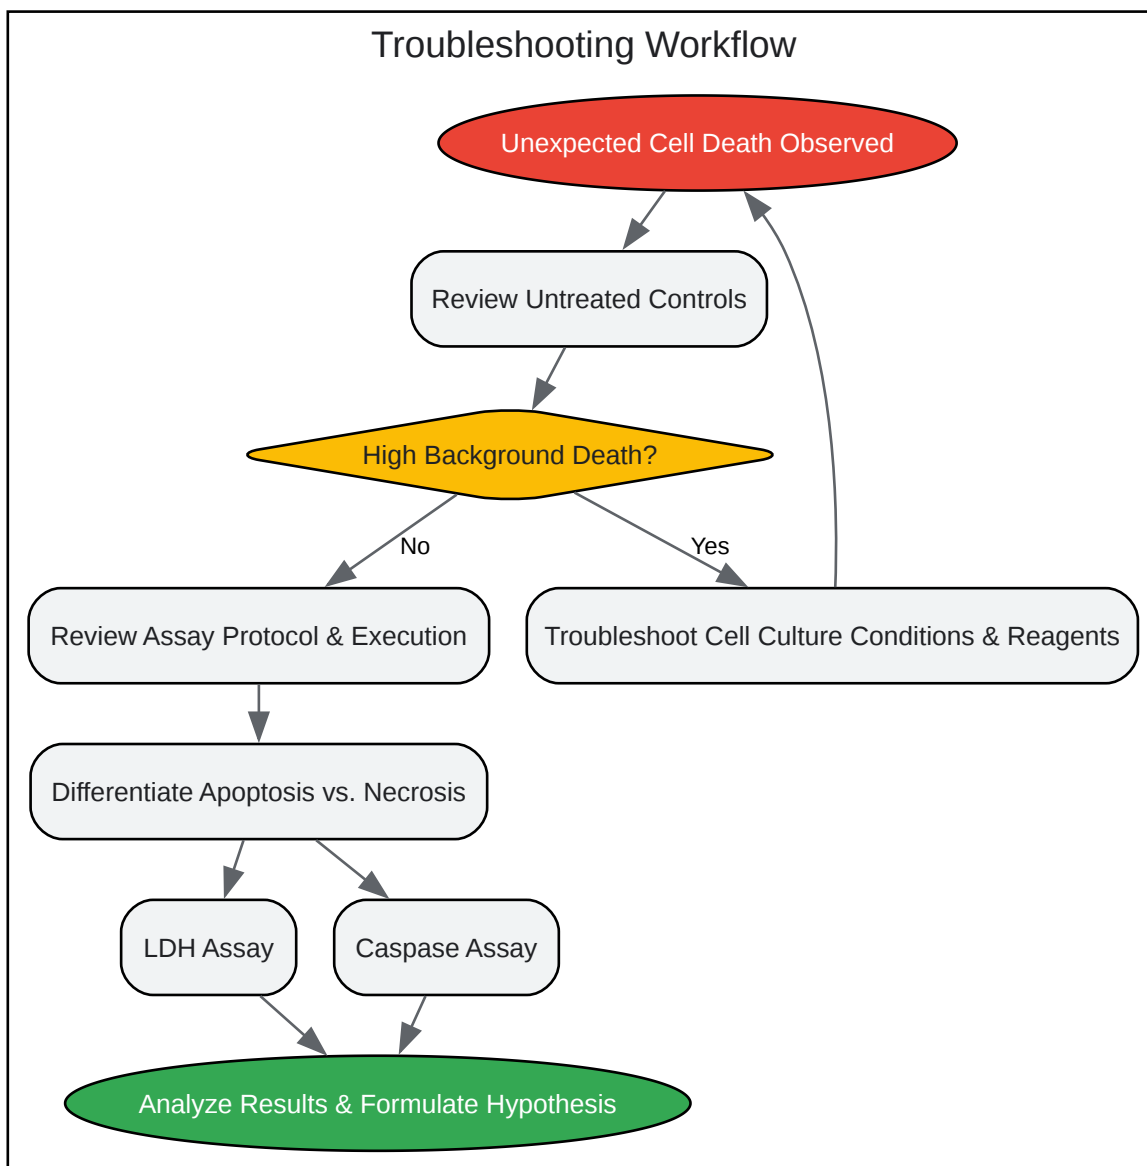 Troubleshooting Workflow
Unexpected Cell Death Observed
Review Untreated Controls
High Background Death?
No
Yes
Review Assay Protocol & Execution
Troubleshoot Cell Culture Conditions & Reagents
Differentiate Apoptosis vs. Necrosis
LDH Assay
Caspase Assay
Analyze Results & Formulate Hypothesis